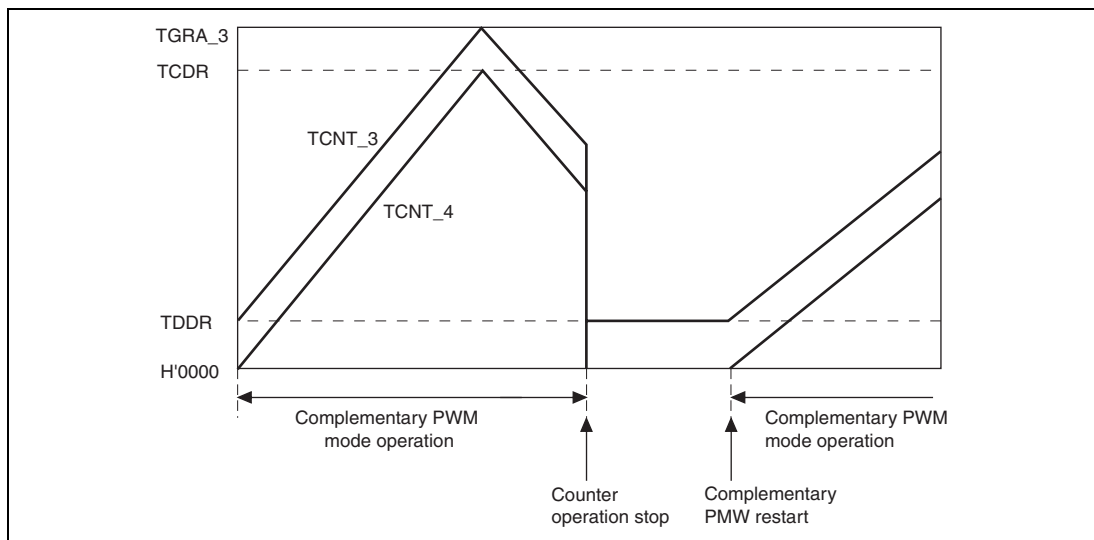 TGRA_3
TCDR
TCNT_3
TCNT_4
TDDR
H'0000
Complementary PWM
mode operation
Complementary PWM
mode operation
Counter
operation stop
Complementary
PMW restart